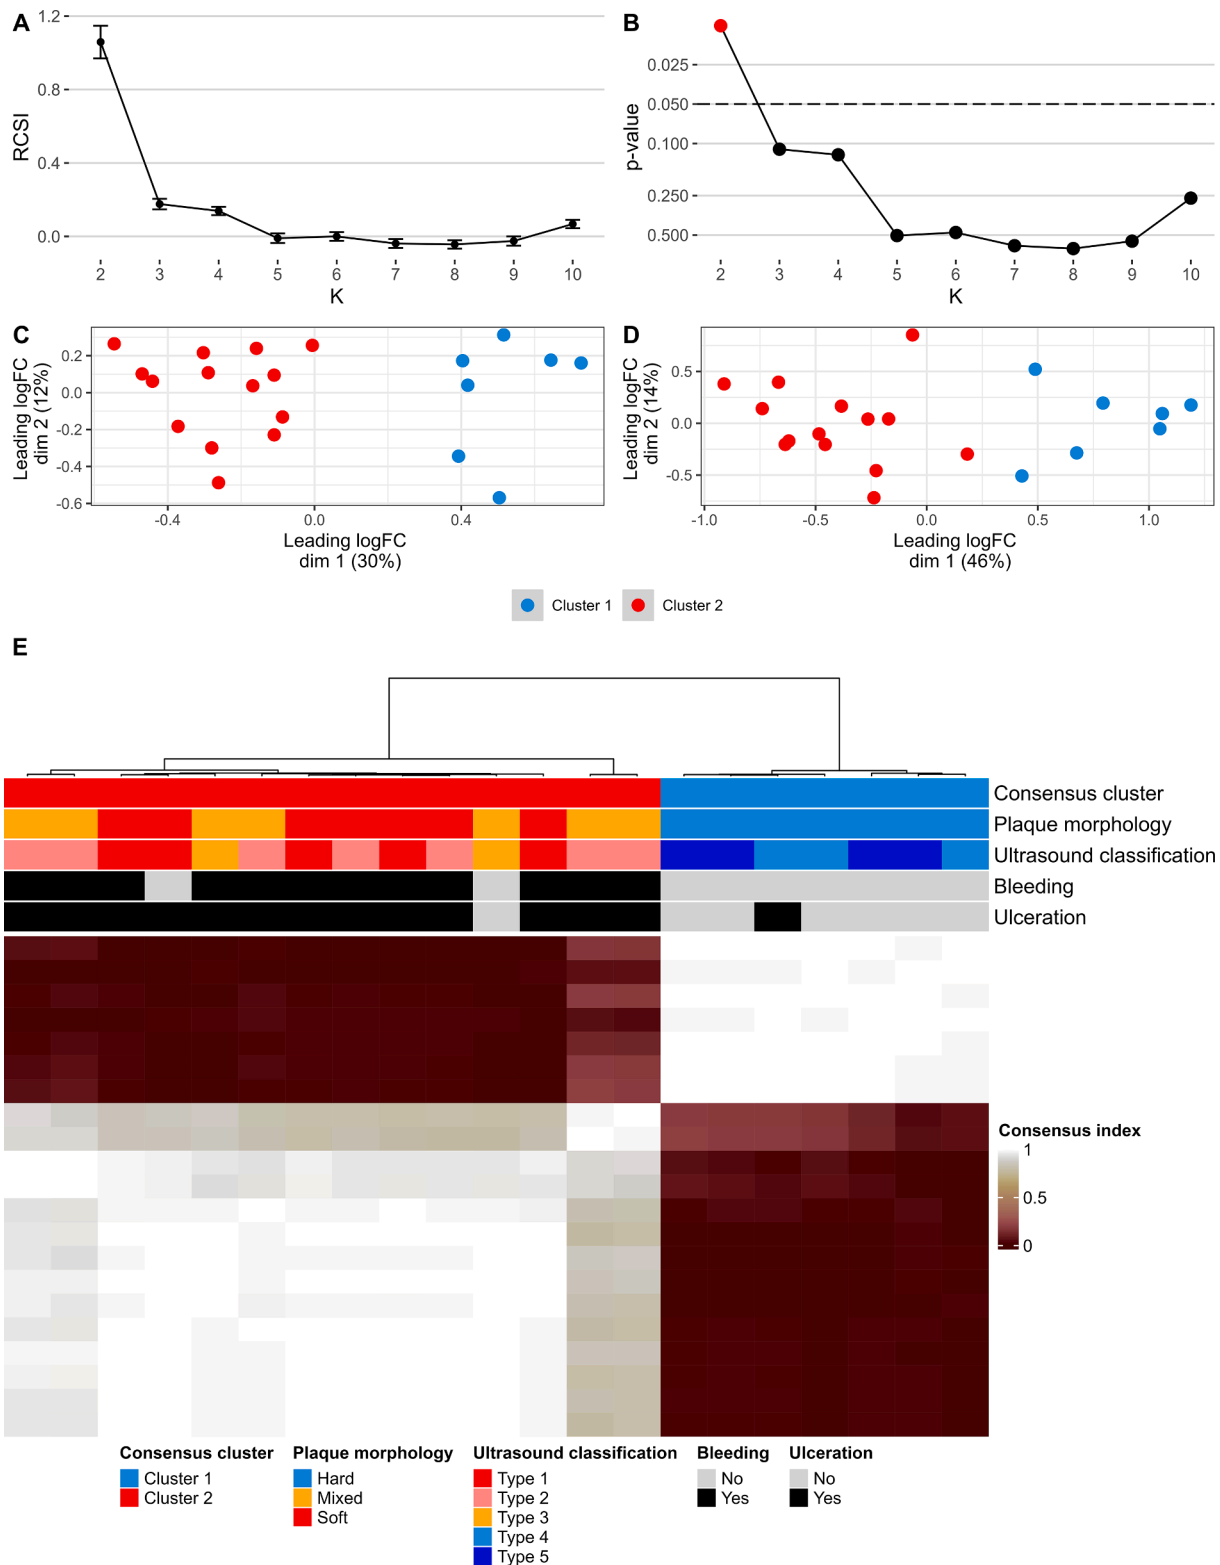 A
1.2
0.8
0.4
0.0
RCSI
2 3 4 5 6 7 8 9 10
K
B
0.025
0.050
0.100
0.250
0.500
p-value
2 3 4 5 6 7 8 9 10
K
C
0.2
0.0
-0.2
-0.4
-0.6
Leading logFC
dim 2 (12%)
-0.4 0.0 0.4
Leading logFC
dim 1 (30%)
D
0.5
0.0
-0.5
Leading logFC
dim 2 (14%)
-1.0 -0.5 0.0 0.5 1.0
Leading logFC
dim 1 (46%)
Cluster 1 Cluster 2
E
Consensus cluster
Plaque morphology
Ultrasound classification
Bleeding
Ulceration
Consensus index
1
0.5
0
Consensus cluster
Cluster 1
Cluster 2
Plaque morphology
Hard
Mixed
Soft
Ultrasound classification
Type 1
Type 2
Type 3
Type 4
Type 5
Bleeding
No
Yes
Ulceration
No
Yes